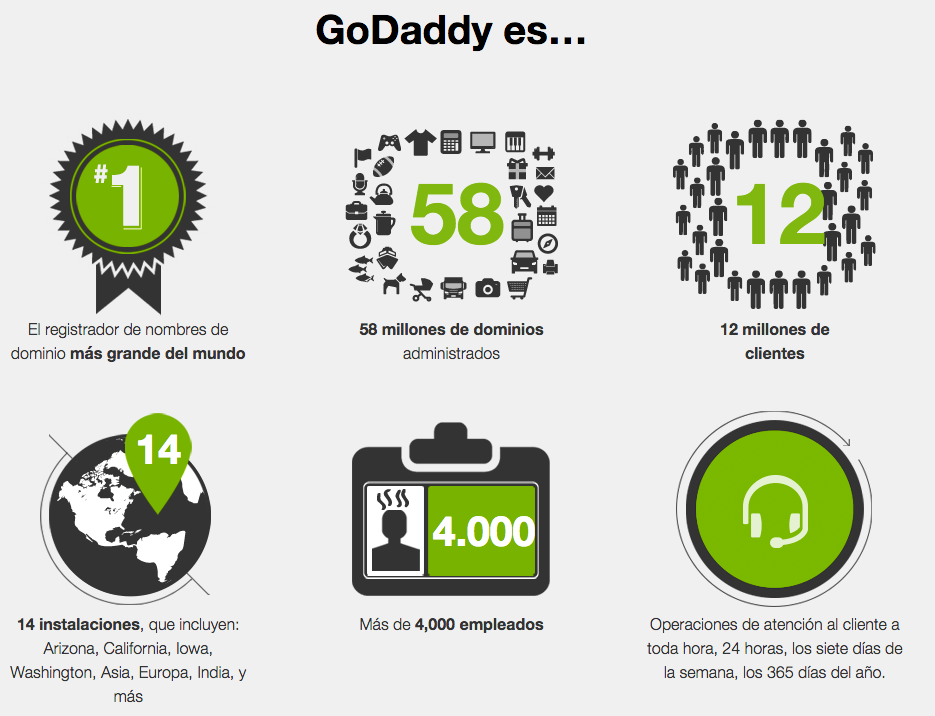 GoDaddy es...
#1
58
12
El registrador de nombres de
dominio más grande del mundo
58 millones de dominios
administrados
12 millones de
clientes
14
4.000
14 instalaciones, que incluyen:
Arizona, California, Iowa,
Washington, Asia, Europa, India, y
más
Más de 4,000 empleados
Operaciones de atención al cliente a
toda hora, 24 horas, los siete días de
la semana, los 365 días del año.